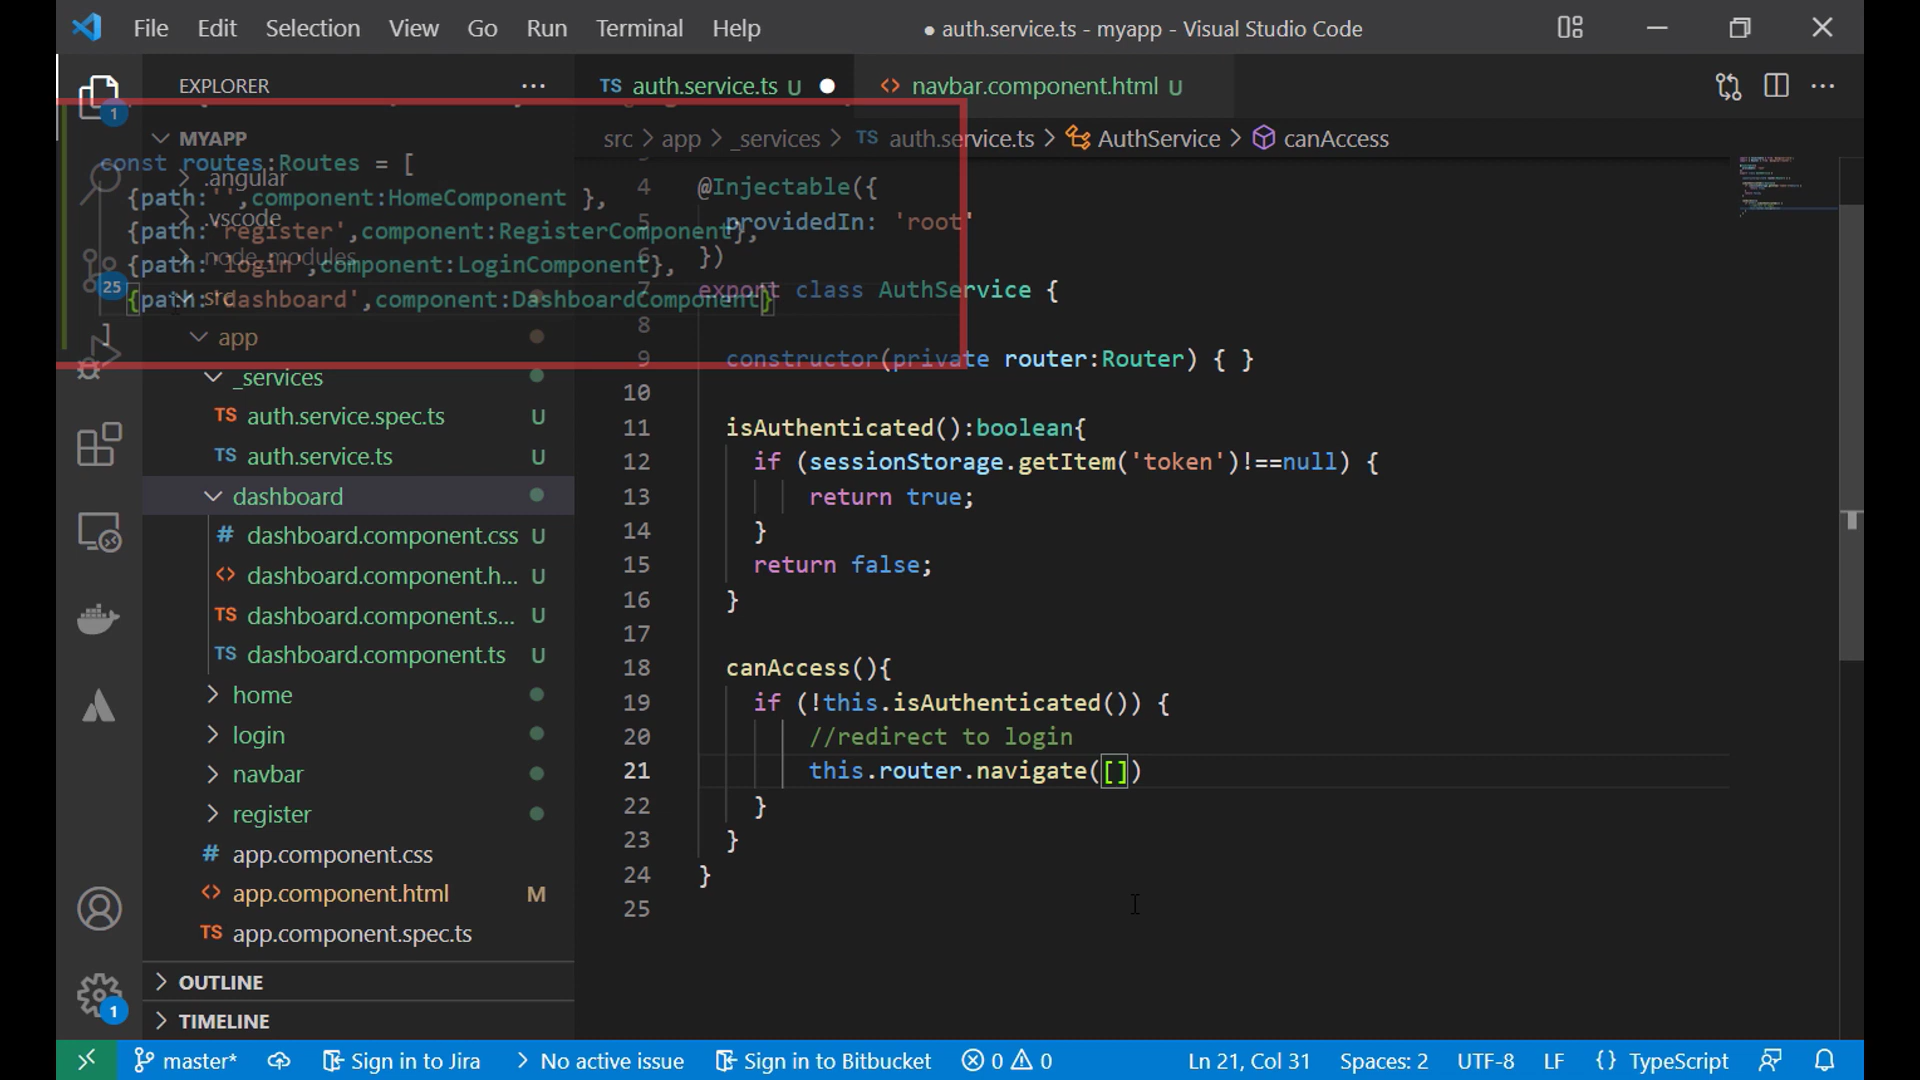 File Edit Selection View Go Run Terminal Help
● auth.service.ts - myapp - Visual Studio Code
EXPLORER ···
TS auth.service.ts U ●
<> navbar.component.html U
1
MYAPP
src > app > _services > TS auth.service.ts > AuthService > canAccess
const routes:Routes = [
{path:'',component:HomeComponent },
{path:'register',component:RegisterComponent},
{path:'login',component:LoginComponent},
{path:'dashboard',component:DashboardComponent}
]
.angular
.vscode
node_modules
src
25
app
_services
TS auth.service.spec.ts U
TS auth.service.ts U
dashboard
# dashboard.component.css U
<> dashboard.component.h... U
TS dashboard.component.s... U
TS dashboard.component.ts U
home
login
navbar
register
# app.component.css
<> app.component.html M
TS app.component.spec.ts
OUTLINE
TIMELINE
1
4 @Injectable({
5 providedIn: 'root'
6 })
7 export class AuthService {
8
9 constructor(private router:Router) { }
10
11 isAuthenticated():boolean{
12 if (sessionStorage.getItem('token')!==null) {
13 return true;
14 }
15 return false;
16 }
17
18 canAccess(){
19 if (!this.isAuthenticated()) {
20 //redirect to login
21 this.router.navigate([])
22 }
23 }
24 }
25
master* Sign in to Jira No active issue Sign in to Bitbucket 0 0 Ln 21, Col 31 Spaces: 2 UTF-8 LF {} TypeScript